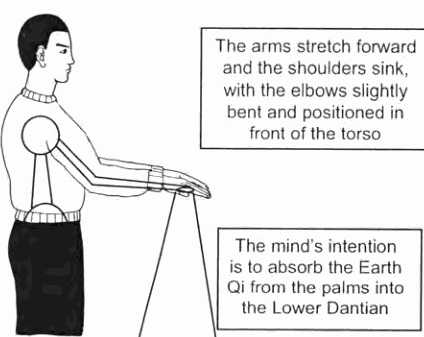 The arms stretch forward
and the shoulders sink,
with the elbows slightly
bent and positioned in
front of the torso
The mind's intention
is to absorb the Earth
Qi from the palms into
the Lower Dantian